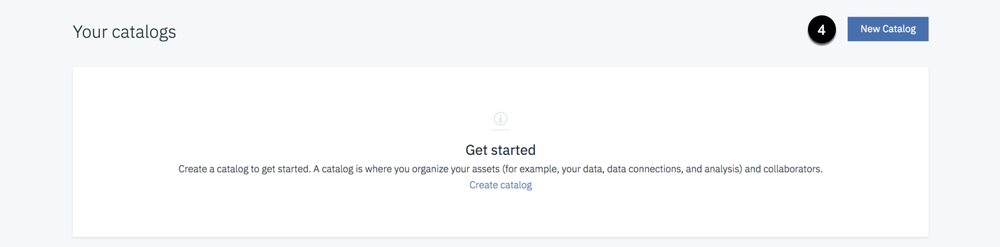 Your catalogs
4
New Catalog
Get started
Create a catalog to get started. A catalog is where you organize your assets (for example, your data, data connections, and analysis) and collaborators.
Create catalog